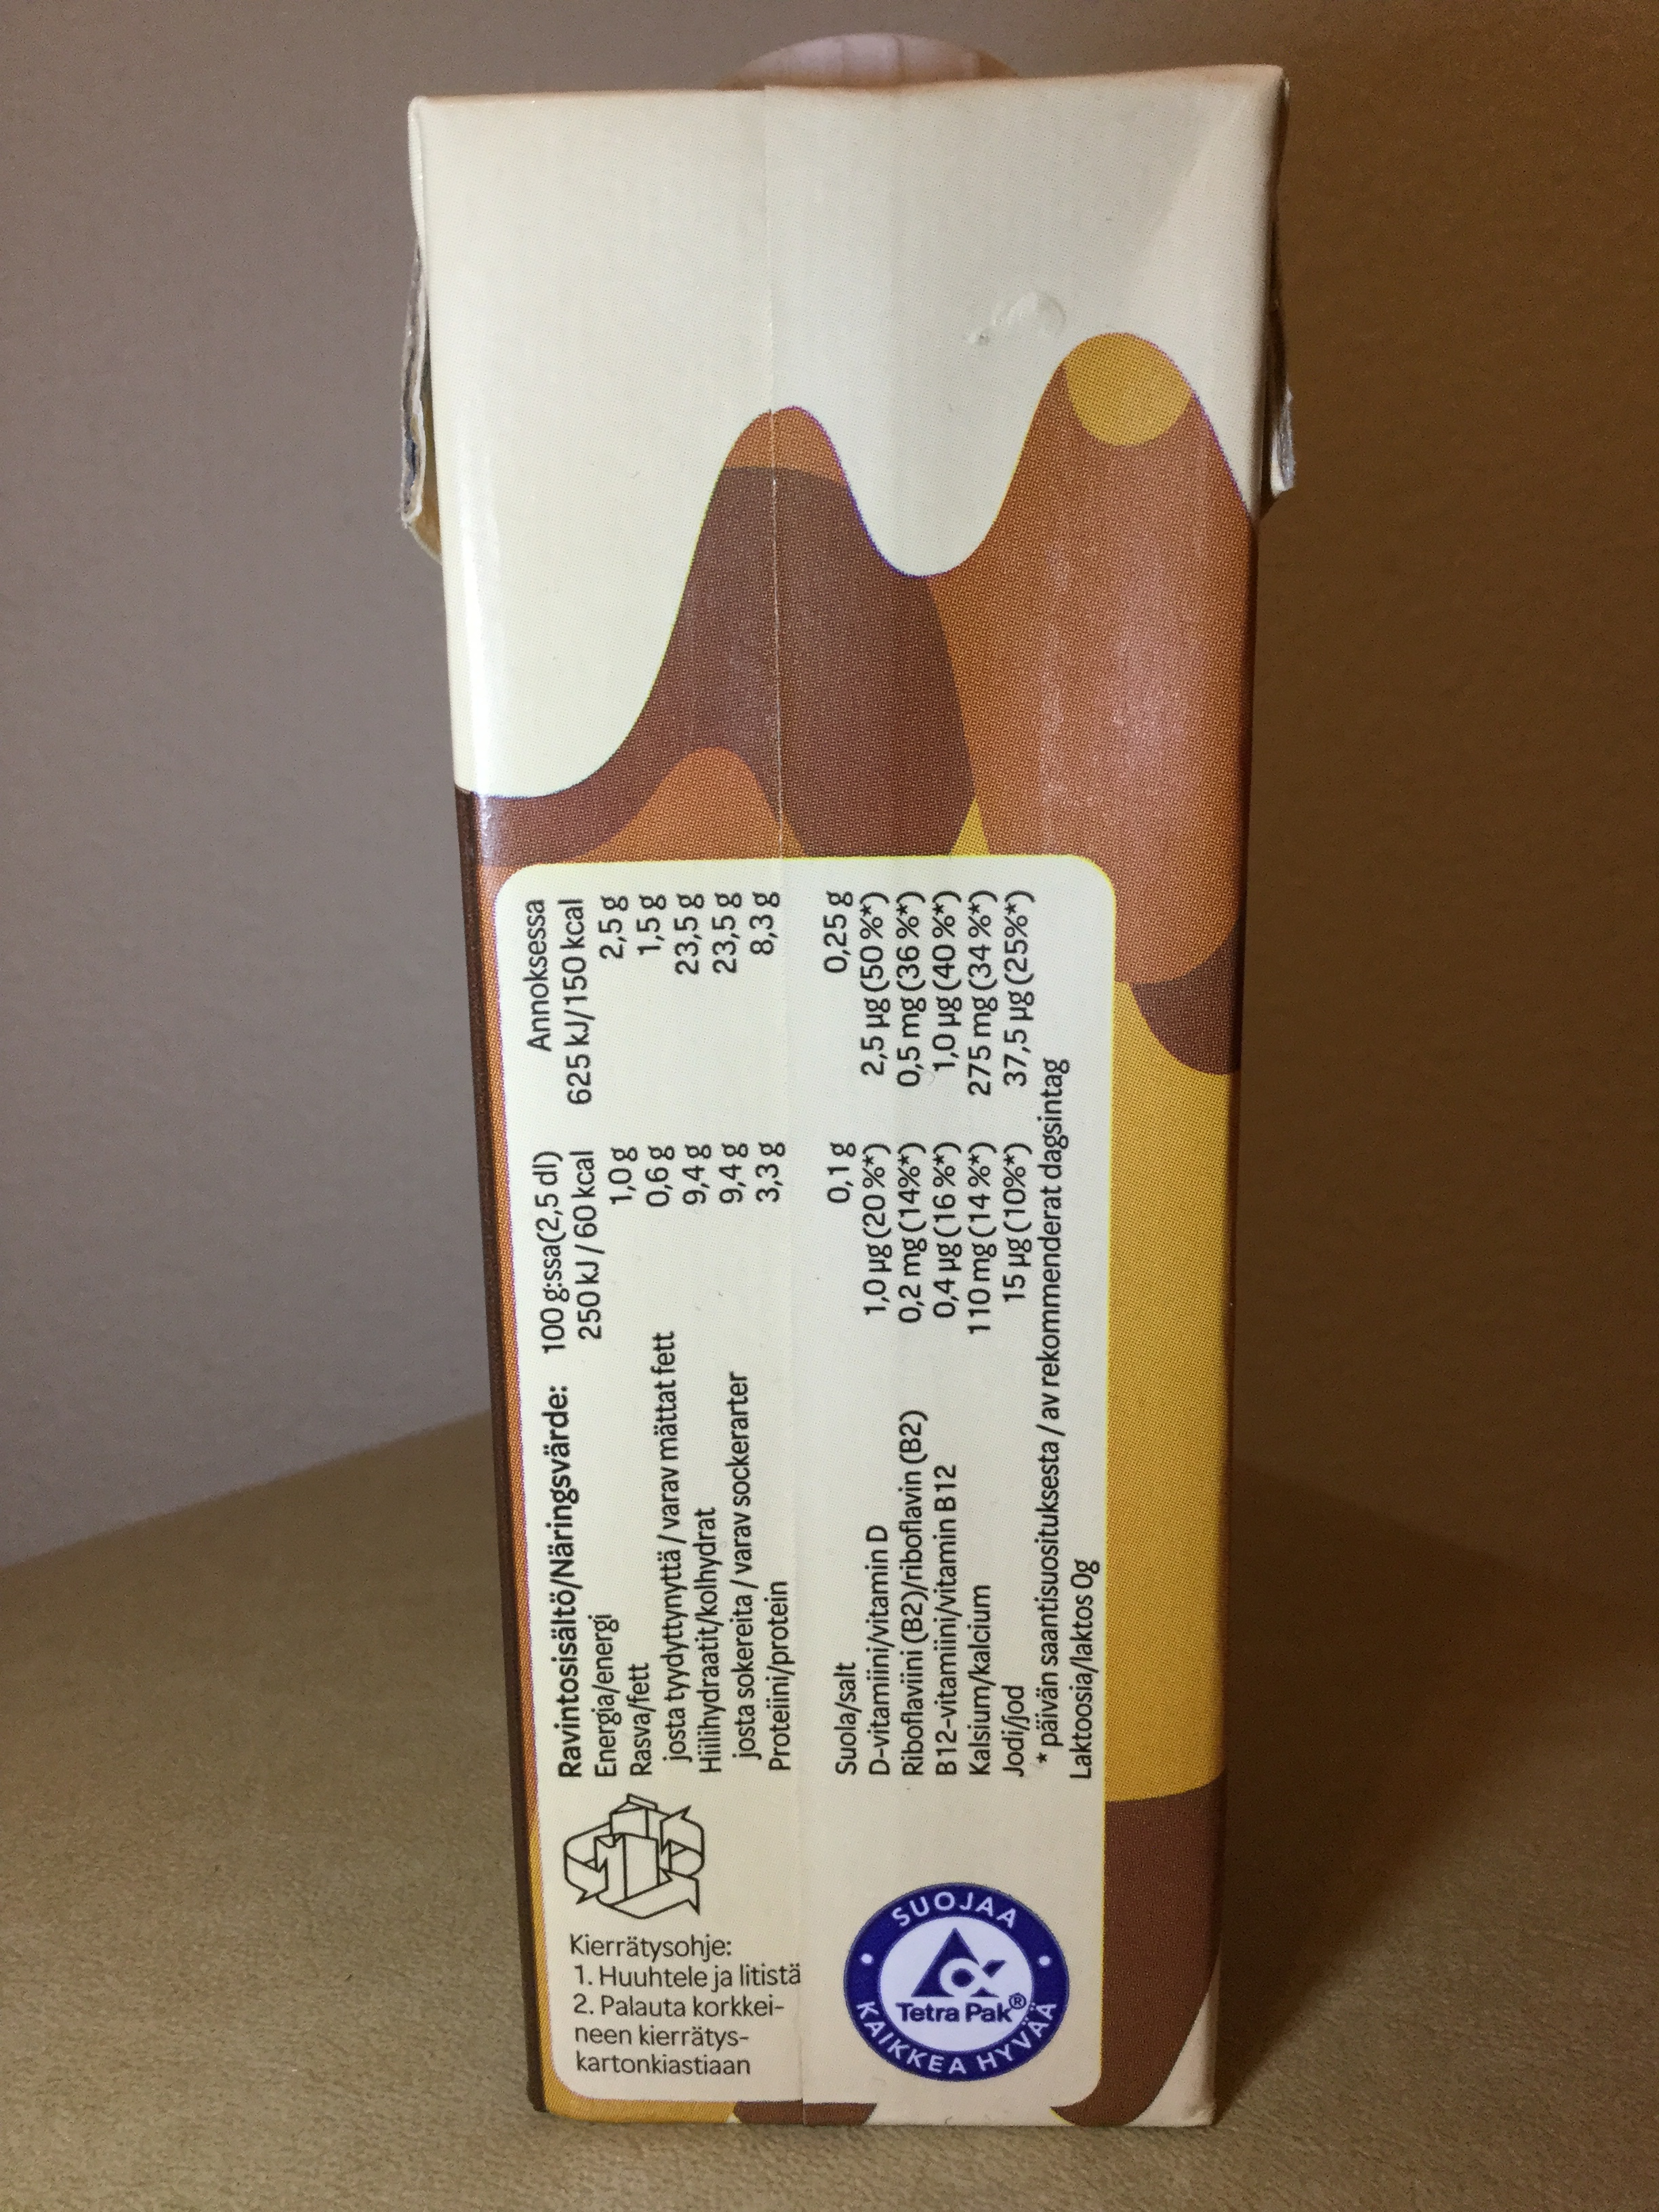 Ravintosisältö/Näringsvärde: 100 g:ssa(2,5 dl) Annoksessa
Energia/energi 250 kJ / 60 kcal 625 kJ/150 kcal
Rasva/fett 1,0 g 2,5 g
josta tyydyttynyttä / varav mättat fett 0,6 g 1,5 g
Hiilihydraatit/kolhydrat 9,4 g 23,5 g
josta sokereita / varav sockerarter 9,4 g 23,5 g
Proteiini/protein 3,3 g 8,3 g
Suola/salt 0,1 g 0,25 g
D-vitamiini/vitamin D 1,0 µg (20 %*) 2,5 µg (50 %*)
Riboflaviini (B2)/riboflavin (B2) 0,2 mg (14%*) 0,5 mg (36 %*)
B12-vitamiini/vitamin B12 0,4 µg (16 %*) 1,0 µg (40 %*)
Kalsium/kalcium 110 mg (14 %*) 275 mg (34 %*)
Jodi/jod 15 µg (10%*) 37,5 µg (25%*)
* päivän saantisuosituksesta / av rekommenderat dagsintag
Laktoosia/laktos 0g
Kierrätysohje:
1. Huuhtele ja litistä
2. Palauta korkkei-
neen kierrätys-
kartonkiastiaan
SUOJAA
Tetra Pak®
KAIKKEA HYVÄÄ